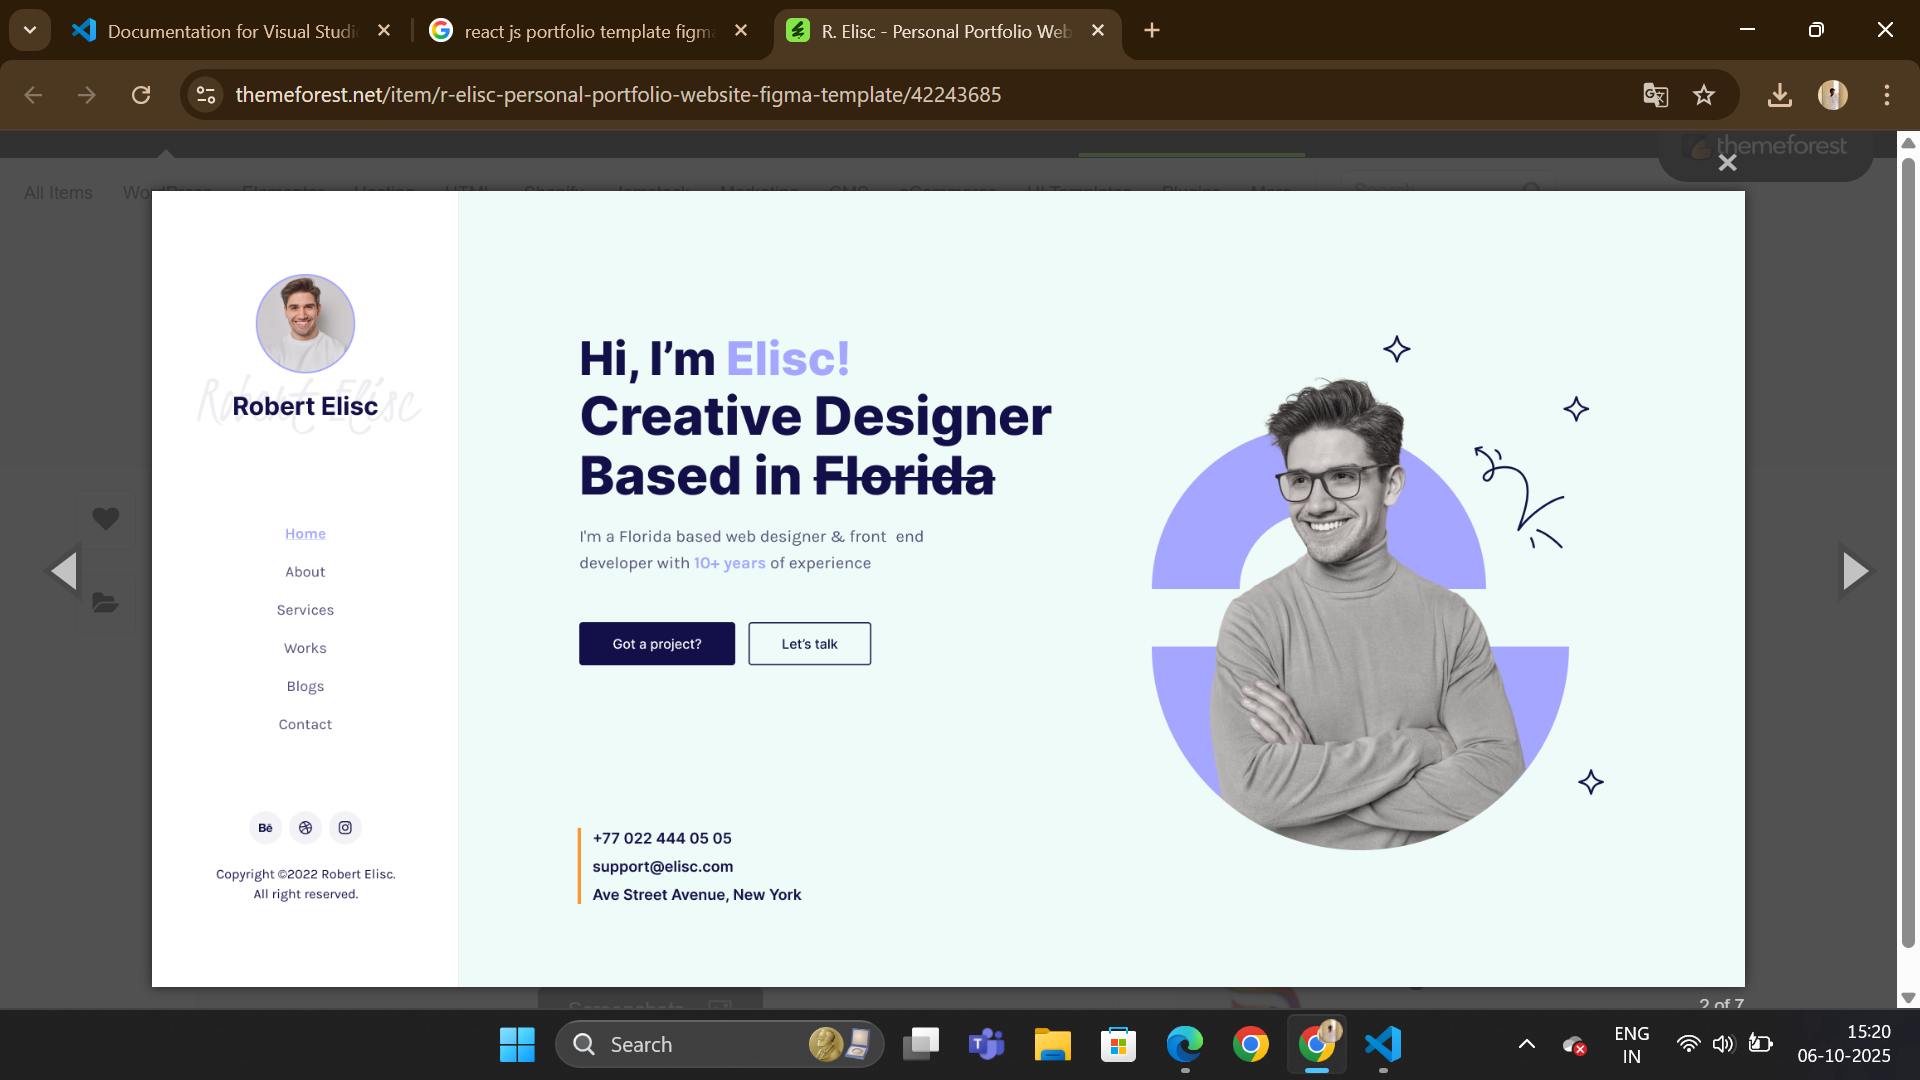 Documentation for Visual Studi
react js portfolio template figma
R. Elisc - Personal Portfolio Web
themeforest.net/item/r-elisc-personal-portfolio-website-figma-template/42243685
themeforest
All Items
Robert Elisc
Robert Elisc
Home
About
Services
Works
Blogs
Contact
Bē
Copyright ©2022 Robert Elisc.
All right reserved.
Hi, I’m Elisc!
Creative Designer
Based in Florida
I'm a Florida based web designer & front end
developer with 10+ years of experience
Got a project?
Let’s talk
+77 022 444 05 05
support@elisc.com
Ave Street Avenue, New York
2 of 7
Search
ENG
IN
15:20
06-10-2025